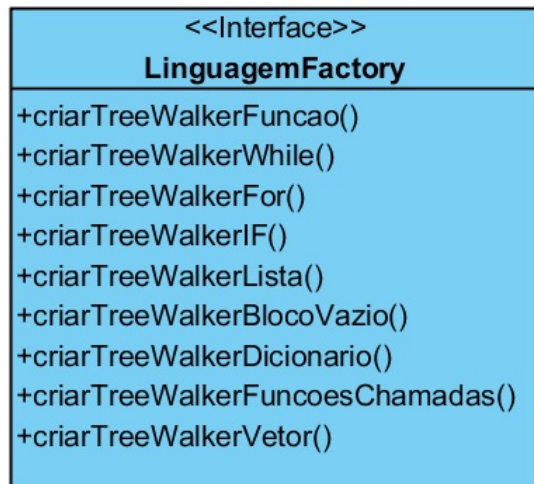 <<Interface>>
LinguagemFactory
+criarTreeWalkerFuncao()
+criarTreeWalkerWhile()
+criarTreeWalkerFor()
+criarTreeWalkerIF()
+criarTreeWalkerLista()
+criarTreeWalkerBlocoVazio()
+criarTreeWalkerDicionario()
+criarTreeWalkerFuncoesChamadas()
+criarTreeWalkerVetor()